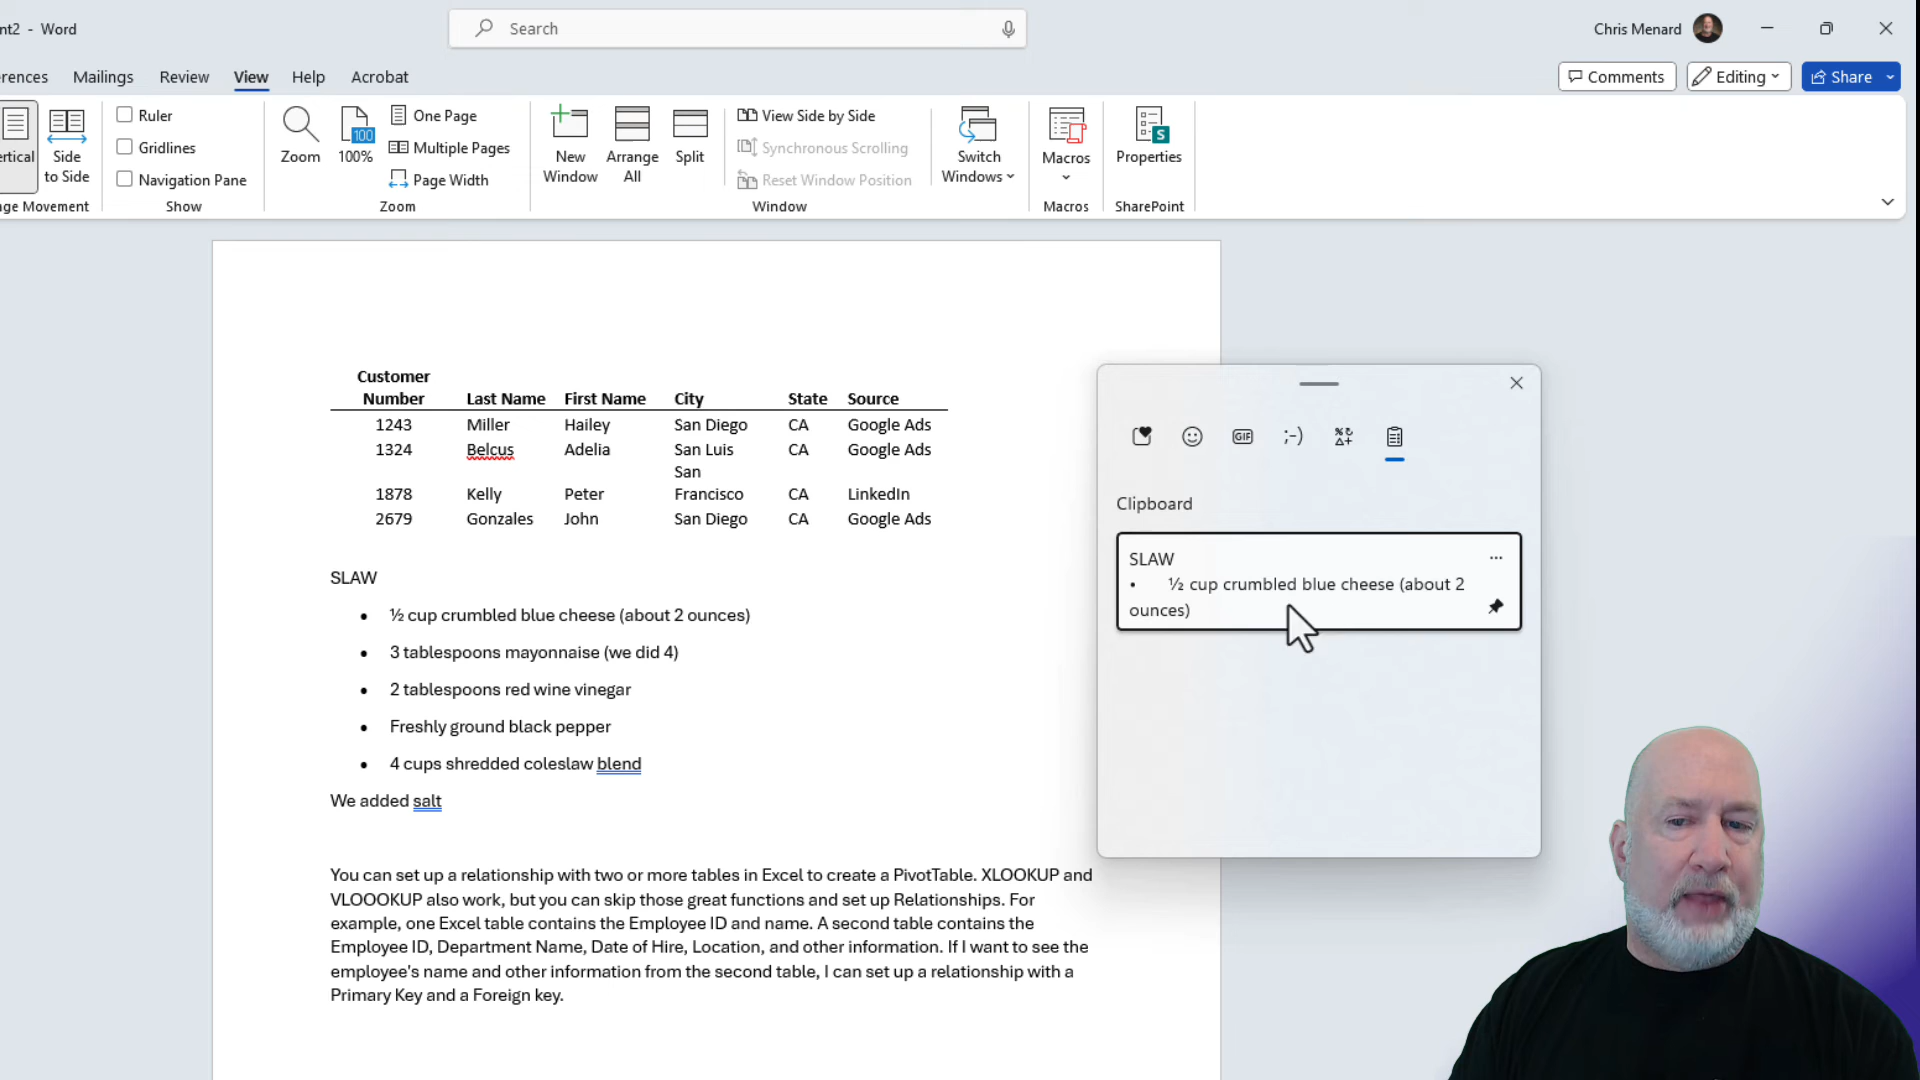 nt2 - Word
Search
Chris Menard
rences Mailings Review View Help Acrobat
Comments Editing Share
ertical Side to Side
ge Movement
Ruler
Gridlines
Navigation Pane
Show
Zoom 100%
100
One Page
Multiple Pages
Page Width
Zoom
New Window Arrange All Split
View Side by Side
Synchronous Scrolling
Reset Window Position
Switch Windows
Window
Macros
Macros
Properties
S
SharePoint
Customer
Number Last Name First Name City State Source
1243 Miller Hailey San Diego CA Google Ads
1324 Belcus Adelia San Luis CA Google Ads
San
1878 Kelly Peter Francisco CA LinkedIn
2679 Gonzales John San Diego CA Google Ads
SLAW
• ½ cup crumbled blue cheese (about 2 ounces)
• 3 tablespoons mayonnaise (we did 4)
• 2 tablespoons red wine vinegar
• Freshly ground black pepper
• 4 cups shredded coleslaw blend
We added salt
You can set up a relationship with two or more tables in Excel to create a PivotTable. XLOOKUP and
VLOOOKUP also work, but you can skip those great functions and set up Relationships. For
example, one Excel table contains the Employee ID and name. A second table contains the
Employee ID, Department Name, Date of Hire, Location, and other information. If I want to see the
employee's name and other information from the second table, I can set up a relationship with a
Primary Key and a Foreign key.
GIF ;-)
Clipboard
SLAW
• ½ cup crumbled blue cheese (about 2
ounces)